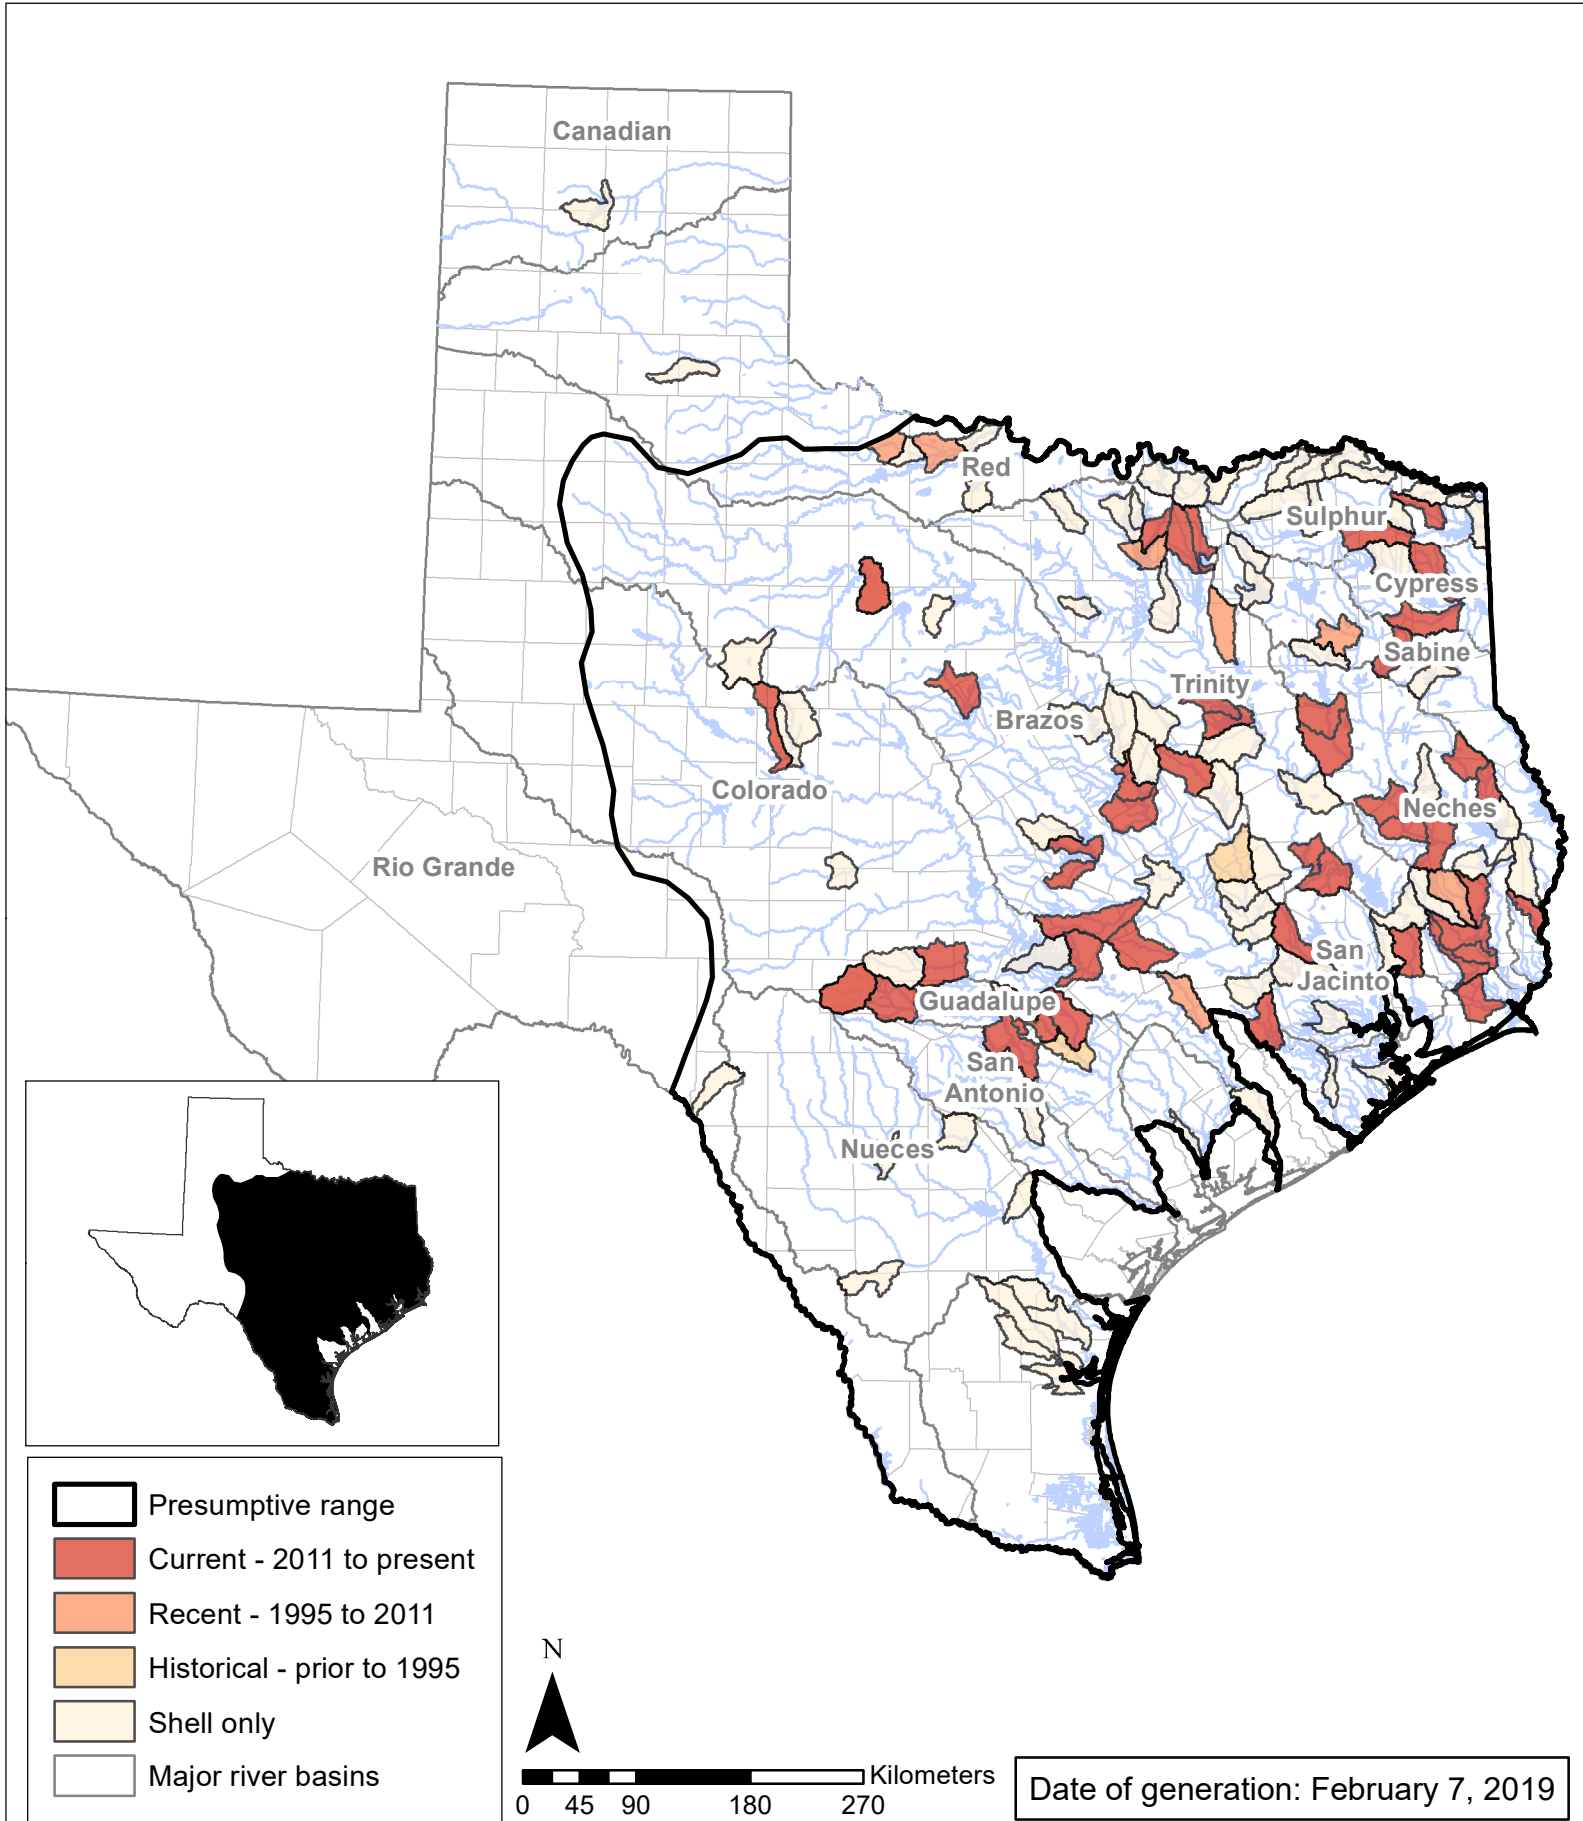 Canadian
Red
Sulphur
Cypress
Sabine
Trinity
Brazos
Colorado
Neches
Rio Grande
San
Jacinto
Guadalupe
San
Antonio
Nueces
Presumptive range
Current - 2011 to present
Recent - 1995 to 2011
Historical - prior to 1995
Shell only
Major river basins
N
Kilometers
0 45 90 180 270
Date of generation: February 7, 2019